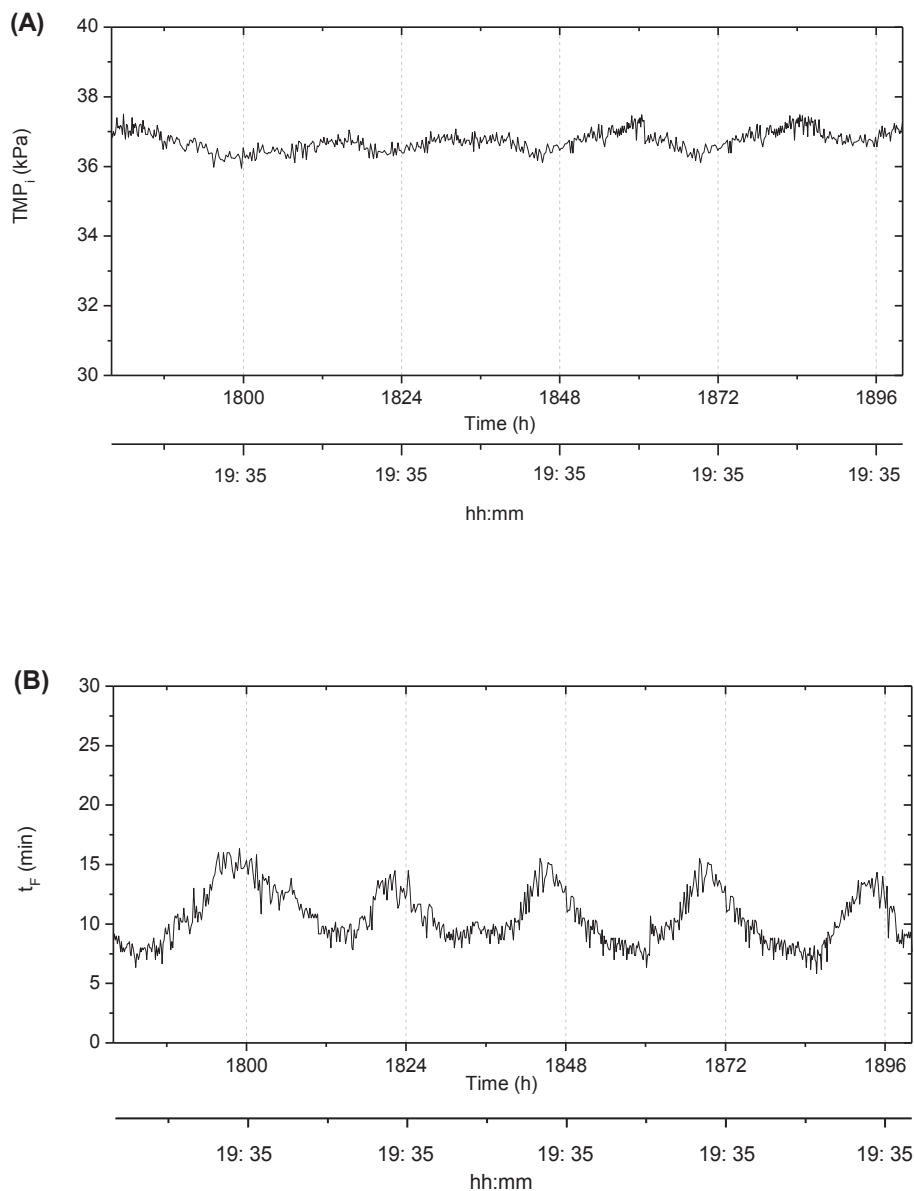 (A)
40
38
36
34
32
30
TMPi (kPa)
1800 1824 1848 1872 1896
Time (h)
19: 35 19: 35 19: 35 19: 35 19: 35
hh:mm
(B)
30
25
20
15
10
5
0
tF (min)
1800 1824 1848 1872 1896
Time (h)
19: 35 19: 35 19: 35 19: 35 19: 35
hh:mm